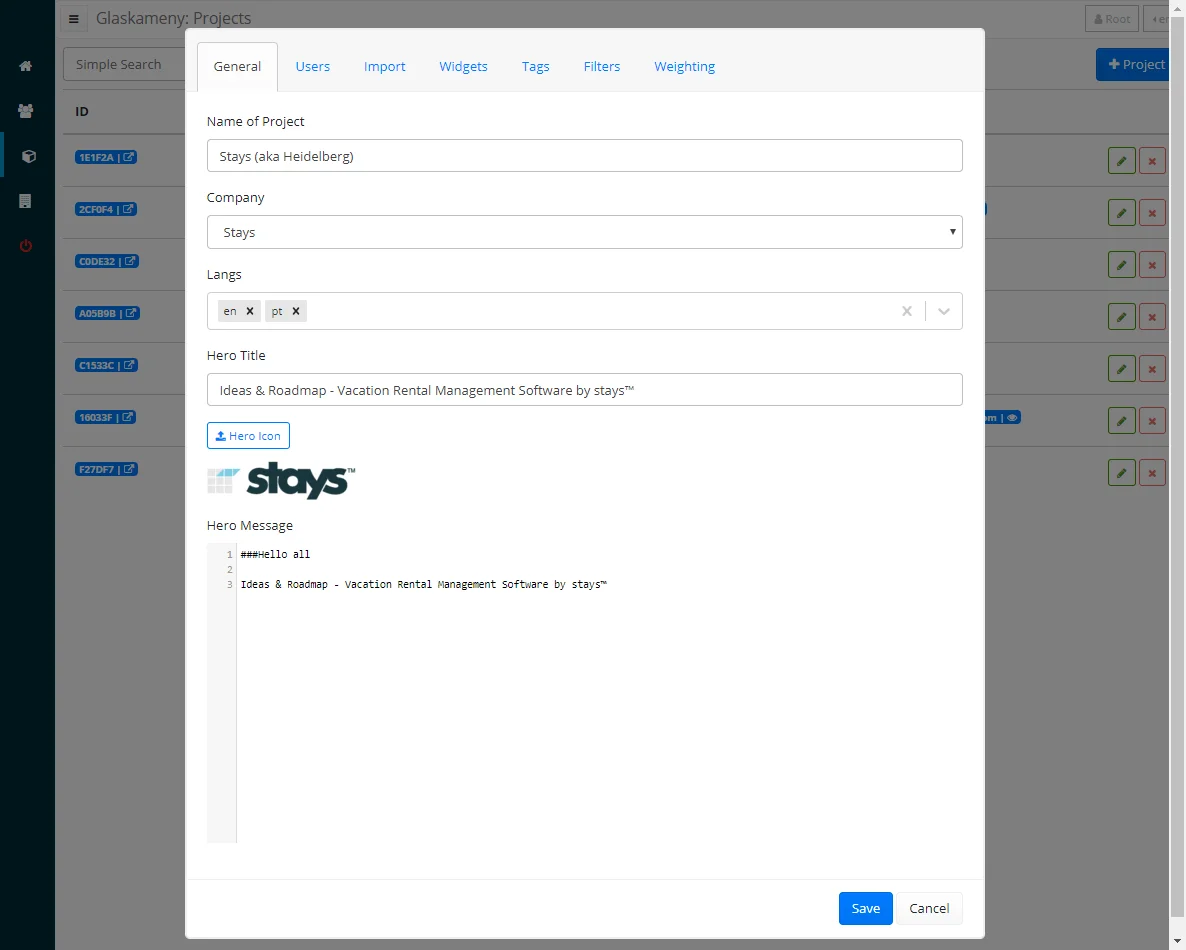 Glaskameny: Projects
Root
Simple Search
Project
ID
1E1F2A |
2CF0F4 |
C0DE32 |
A05B9B |
C1533C |
16033F |
om |
F27DF7 |
General
Users
Import
Widgets
Tags
Filters
Weighting
Name of Project
Stays (aka Heidelberg)
Company
Stays
Langs
en
pt
Hero Title
Ideas & Roadmap - Vacation Rental Management Software by stays™
Hero Icon
stays™
Hero Message
1 ###Hello all
2
3 Ideas & Roadmap - Vacation Rental Management Software by stays™
Save
Cancel